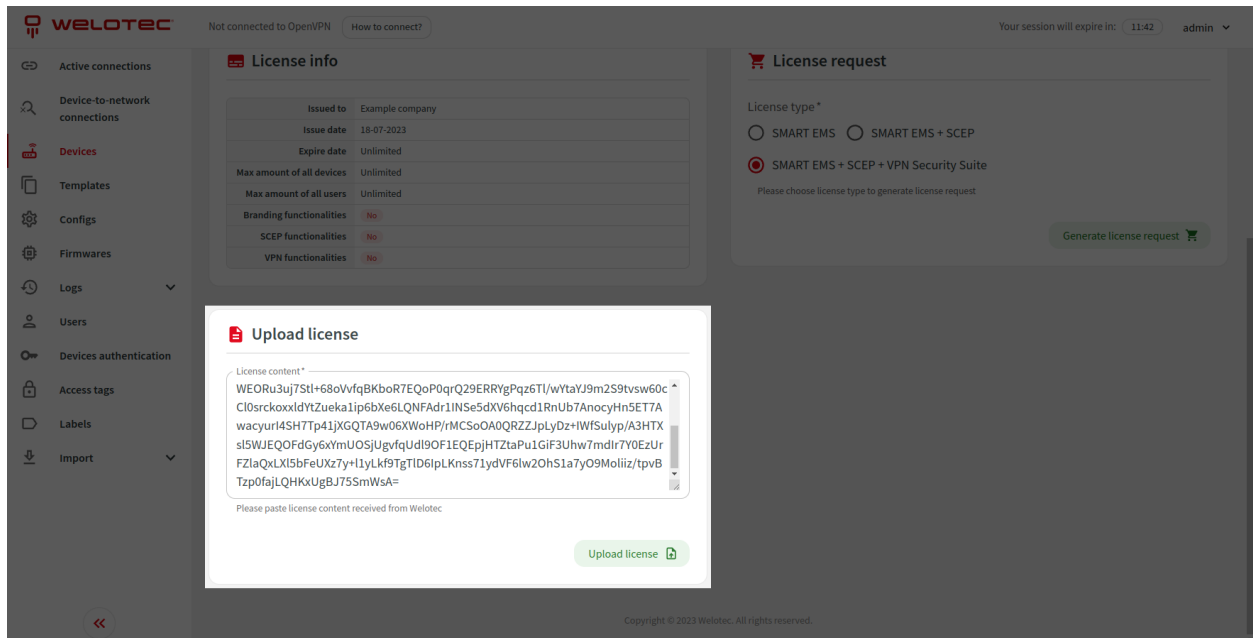 WELOTEC
Not connected to OpenVPN
How to connect?
Your session will expire in:
11:42
admin
Active connections
Device-to-network
connections
Devices
Templates
Configs
Firmwares
Logs
Users
Devices authentication
Access tags
Labels
Import
License info
Issued to Example company
Issue date 18-07-2023
Expire date Unlimited
Max amount of all devices Unlimited
Max amount of all users Unlimited
Branding functionalities No
SCEP functionalities No
VPN functionalities No
License request
License type *
SMART EMS
SMART EMS + SCEP
SMART EMS + SCEP + VPN Security Suite
Please choose license type to generate license request
Generate license request
Upload license
License content *
WEORu3uj7Stl+68oVvfqBKboR7EQoP0qrQ29ERRYgPqz6Tl/wYtaYJ9m2S9tvsw60c
Cl0srckoxxldYtZueka1ip6bXe6LQNFAdr1INSe5dXV6hqcd1RnUb7AnocyHn5ET7A
wacyurI4SH7Tp41jXGQTA9w06XWoHP/rMCSoOA0QRZZJpLyDz+IWfSulyp/A3HTX
sl5WJEQOFdGy6xYmUOSjUgvfqUdl9OF1EQEpjHTZtaPu1GiF3Uhw7mdIr7Y0EzUr
FZlaQxLXl5bFeUXz7y+l1yLkf9TgTlD6IpLKnss71ydVF6lw2OhS1a7yO9Moliiz/tpvB
Tzp0fajLQHKxUgBJ75SmWsA=
Please paste license content received from Welotec
Upload license
Copyright © 2023 Welotec. All rights reserved.